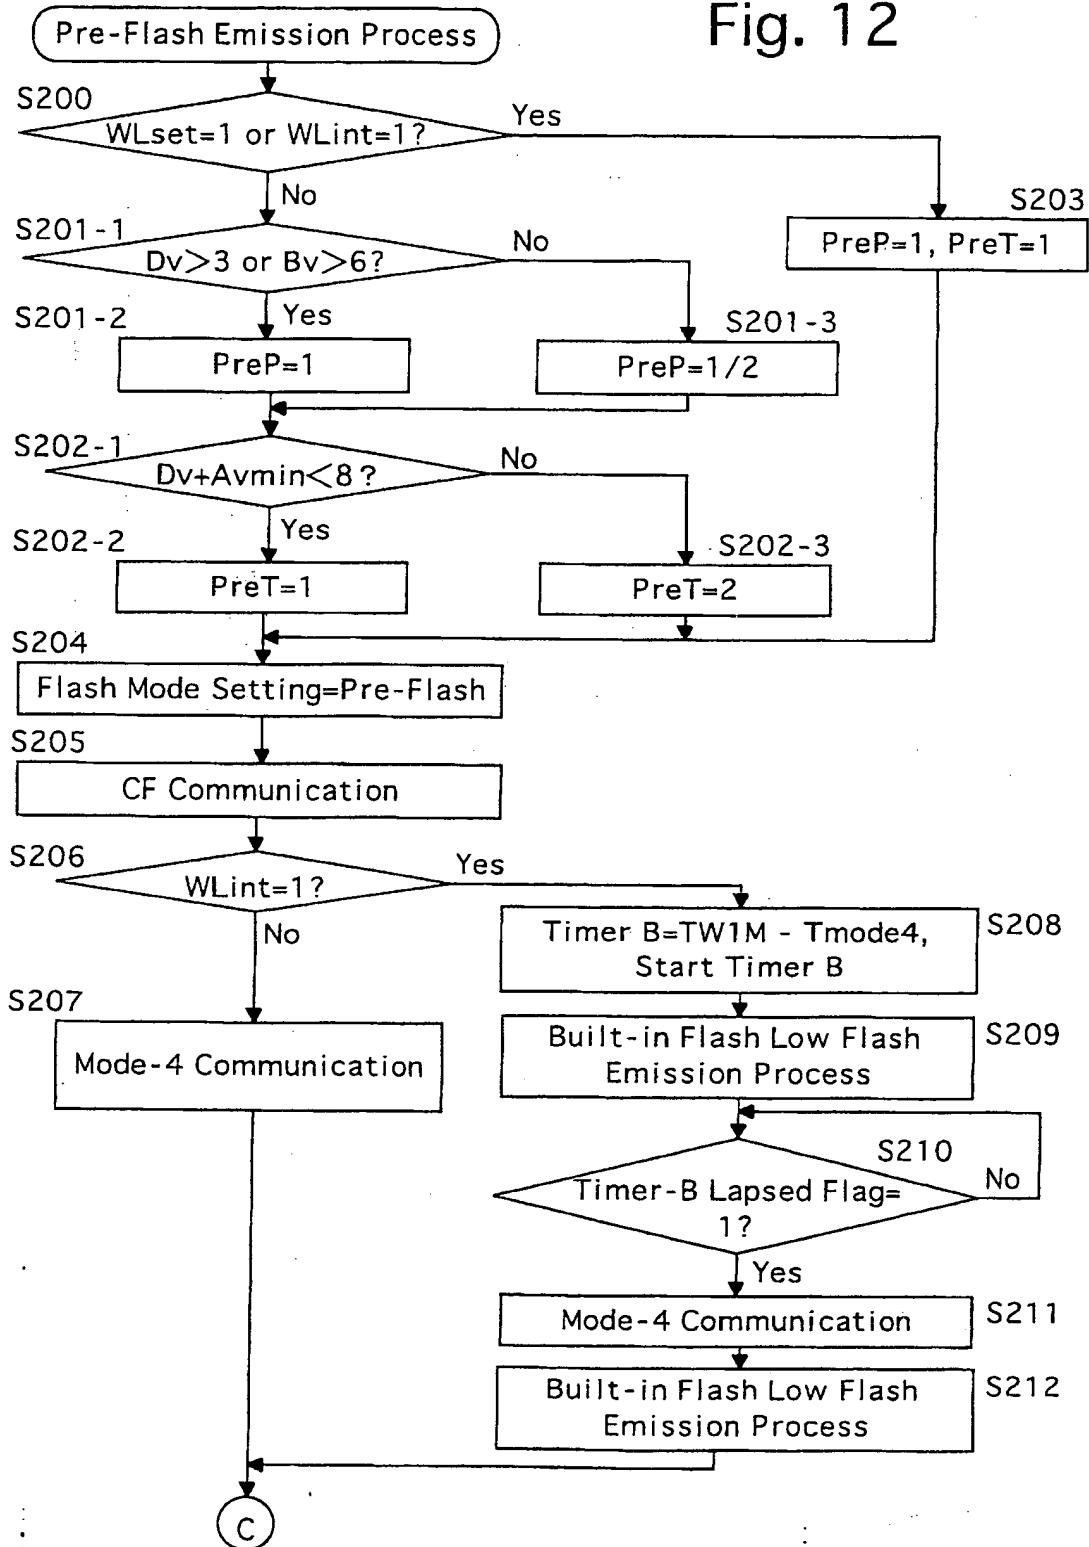 Fig. 12
Pre-Flash Emission Process
S200
WLset=1 or WLint=1?
Yes
No
S203
PreP=1, PreT=1
S201-1
Dv>3 or Bv>6?
No
Yes
S201-2
PreP=1
S201-3
PreP=1/2
S202-1
Dv+Avmin<8?
No
Yes
S202-2
PreT=1
S202-3
PreT=2
S204
Flash Mode Setting=Pre-Flash
S205
CF Communication
S206
WLint=1?
Yes
No
S207
Mode-4 Communication
Timer B=TW1M - Tmode4,
Start Timer B
S208
Built-in Flash Low Flash
Emission Process
S209
S210
Timer-B Lapsed Flag=
1?
No
Yes
Mode-4 Communication
S211
Built-in Flash Low Flash
Emission Process
S212
C